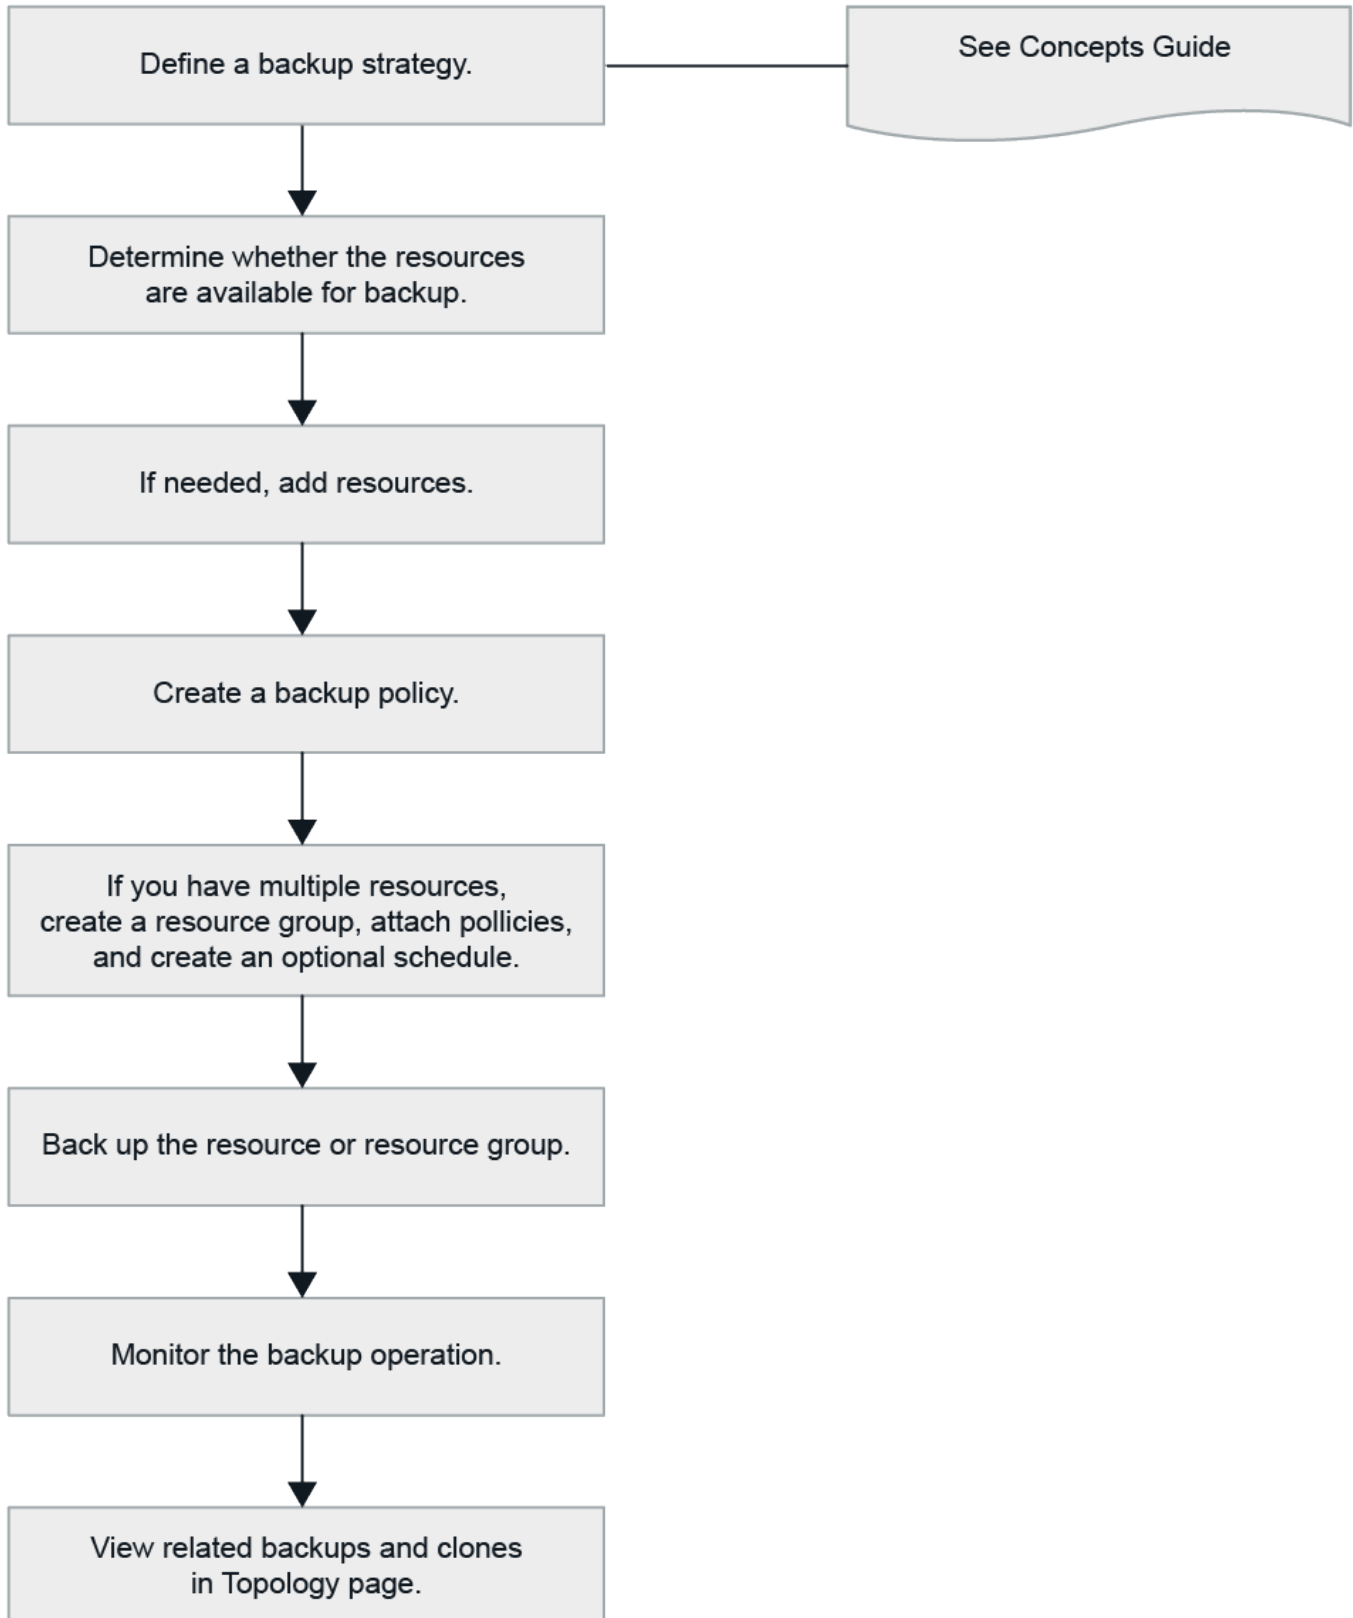 Define a backup strategy.
See Concepts Guide
Determine whether the resources
are available for backup.
If needed, add resources.
Create a backup policy.
If you have multiple resources,
create a resource group, attach pollicies,
and create an optional schedule.
Back up the resource or resource group.
Monitor the backup operation.
View related backups and clones
in Topology page.